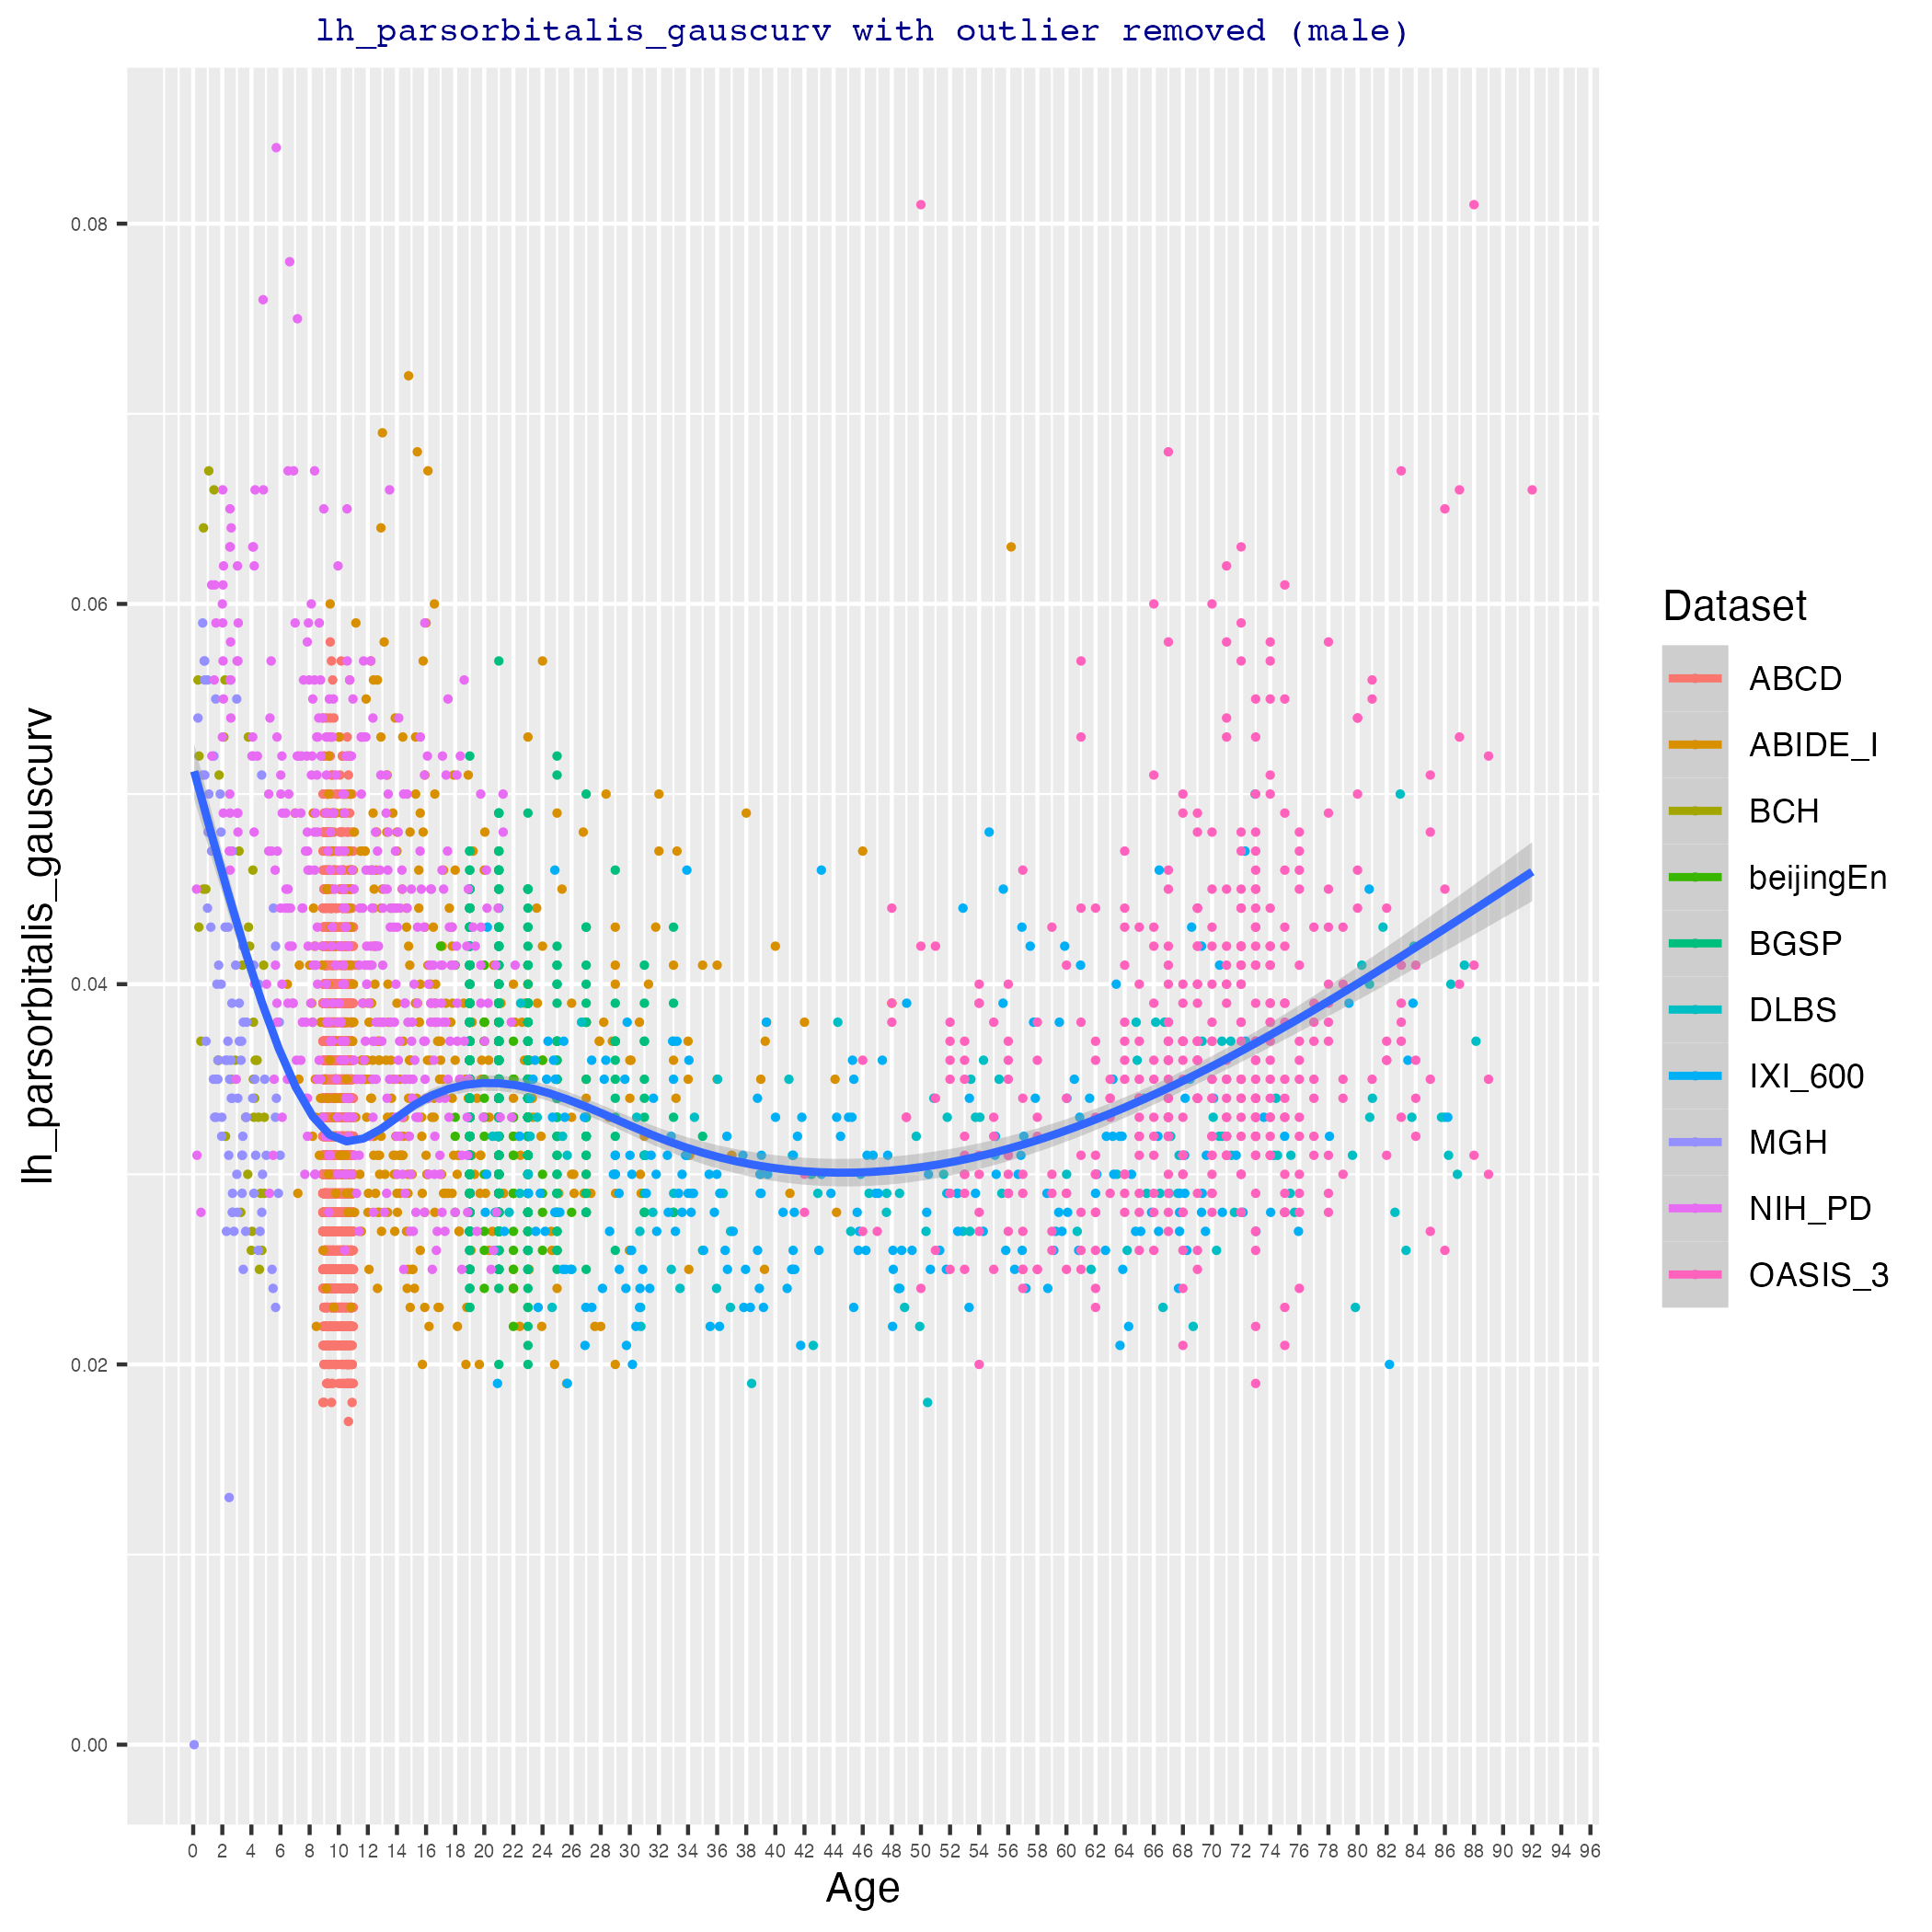 lh_parsorbitalis_gauscurv with outlier removed (male)
lh_parsorbitalis_gauscurv
0.08
0.06
0.04
0.02
0.00
0 2 4 6 8 10 12 14 16 18 20 22 24 26 28 30 32 34 36 38 40 42 44 46 48 50 52 54 56 58 60 62 64 66 68 70 72 74 76 78 80 82 84 86 88 90 92 94 96
Age
Dataset
ABCD
ABIDE_I
BCH
beijingEn
BGSP
DLBS
IXI_600
MGH
NIH_PD
OASIS_3